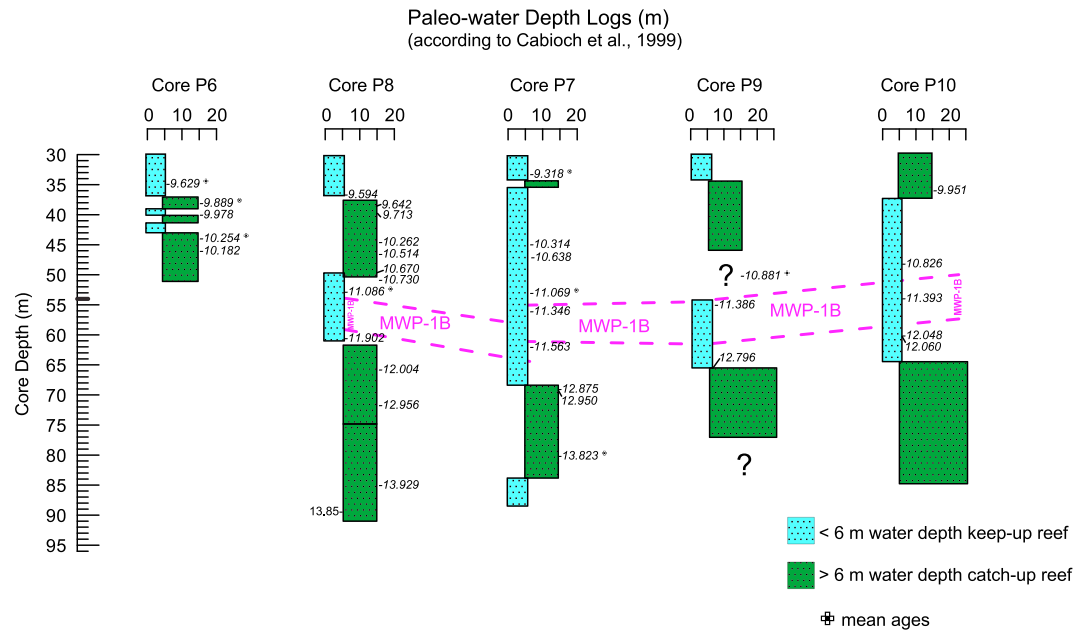 Paleo-water Depth Logs (m)
(according to Cabioch et al., 1999)
Core P6
Core P8
Core P7
Core P9
Core P10
0 10 20
0 10 20
0 10 20
0 10 20
0 10 20
Core Depth (m)
30
35
40
45
50
55
60
65
70
75
80
85
90
95
-9.629
-9.889
-9.978
-10.254
-10.182
-9.594
-9.642
9.713
-10.262
-10.514
-10.670
-10.730
-11.086
MWP-1B
-11.902
-12.004
-12.956
-13.929
13.85-
MWP-1B
-9.318
-10.314
-10.638
-11.069
-11.346
-11.563
-12.875
12.950
-13.823
MWP-1B
?
-10.881
-11.386
12.796
?
MWP-1B
-9.951
-10.826
-11.393
12.048
12.060
MWP-1B
< 6 m water depth keep-up reef
> 6 m water depth catch-up reef
mean ages